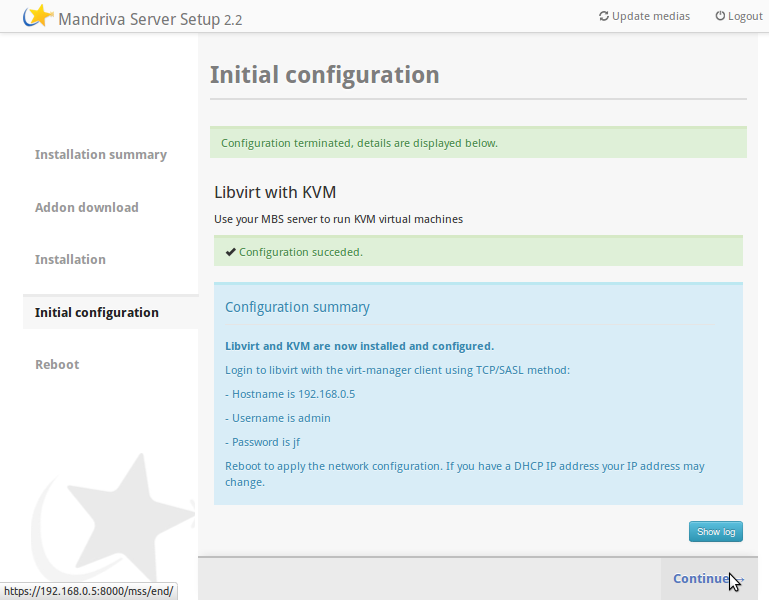 Mandriva Server Setup 2.2
Update medias
Logout
Initial configuration
Configuration terminated, details are displayed below.
Installation summary
Addon download
Installation
Initial configuration
Reboot
Libvirt with KVM
Use your MBS server to run KVM virtual machines
Configuration succeded.
Configuration summary
Libvirt and KVM are now installed and configured.
Login to libvirt with the virt-manager client using TCP/SASL method:
- Hostname is 192.168.0.5
- Username is admin
- Password is jf
Reboot to apply the network configuration. If you have a DHCP IP address your IP address may
change.
Show log
Continue →
https://192.168.0.5:8000/mss/end/